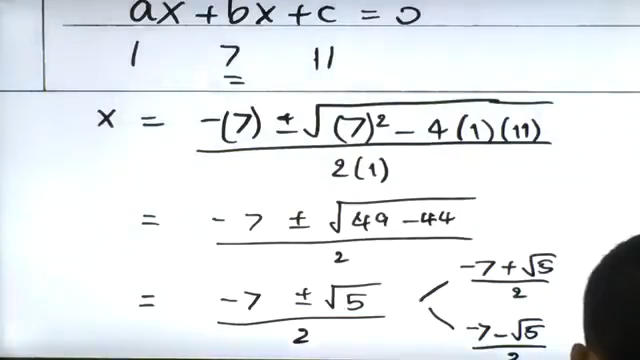 ax + bx + c = 0
1 7 11
x = -(7) ± √(7)² - 4(1)(11) / 2(1)
= -7 ± √49 - 44 / 2
= -7 ± √5 / 2
-7 + √5 / 2
-7 - √5 / 2